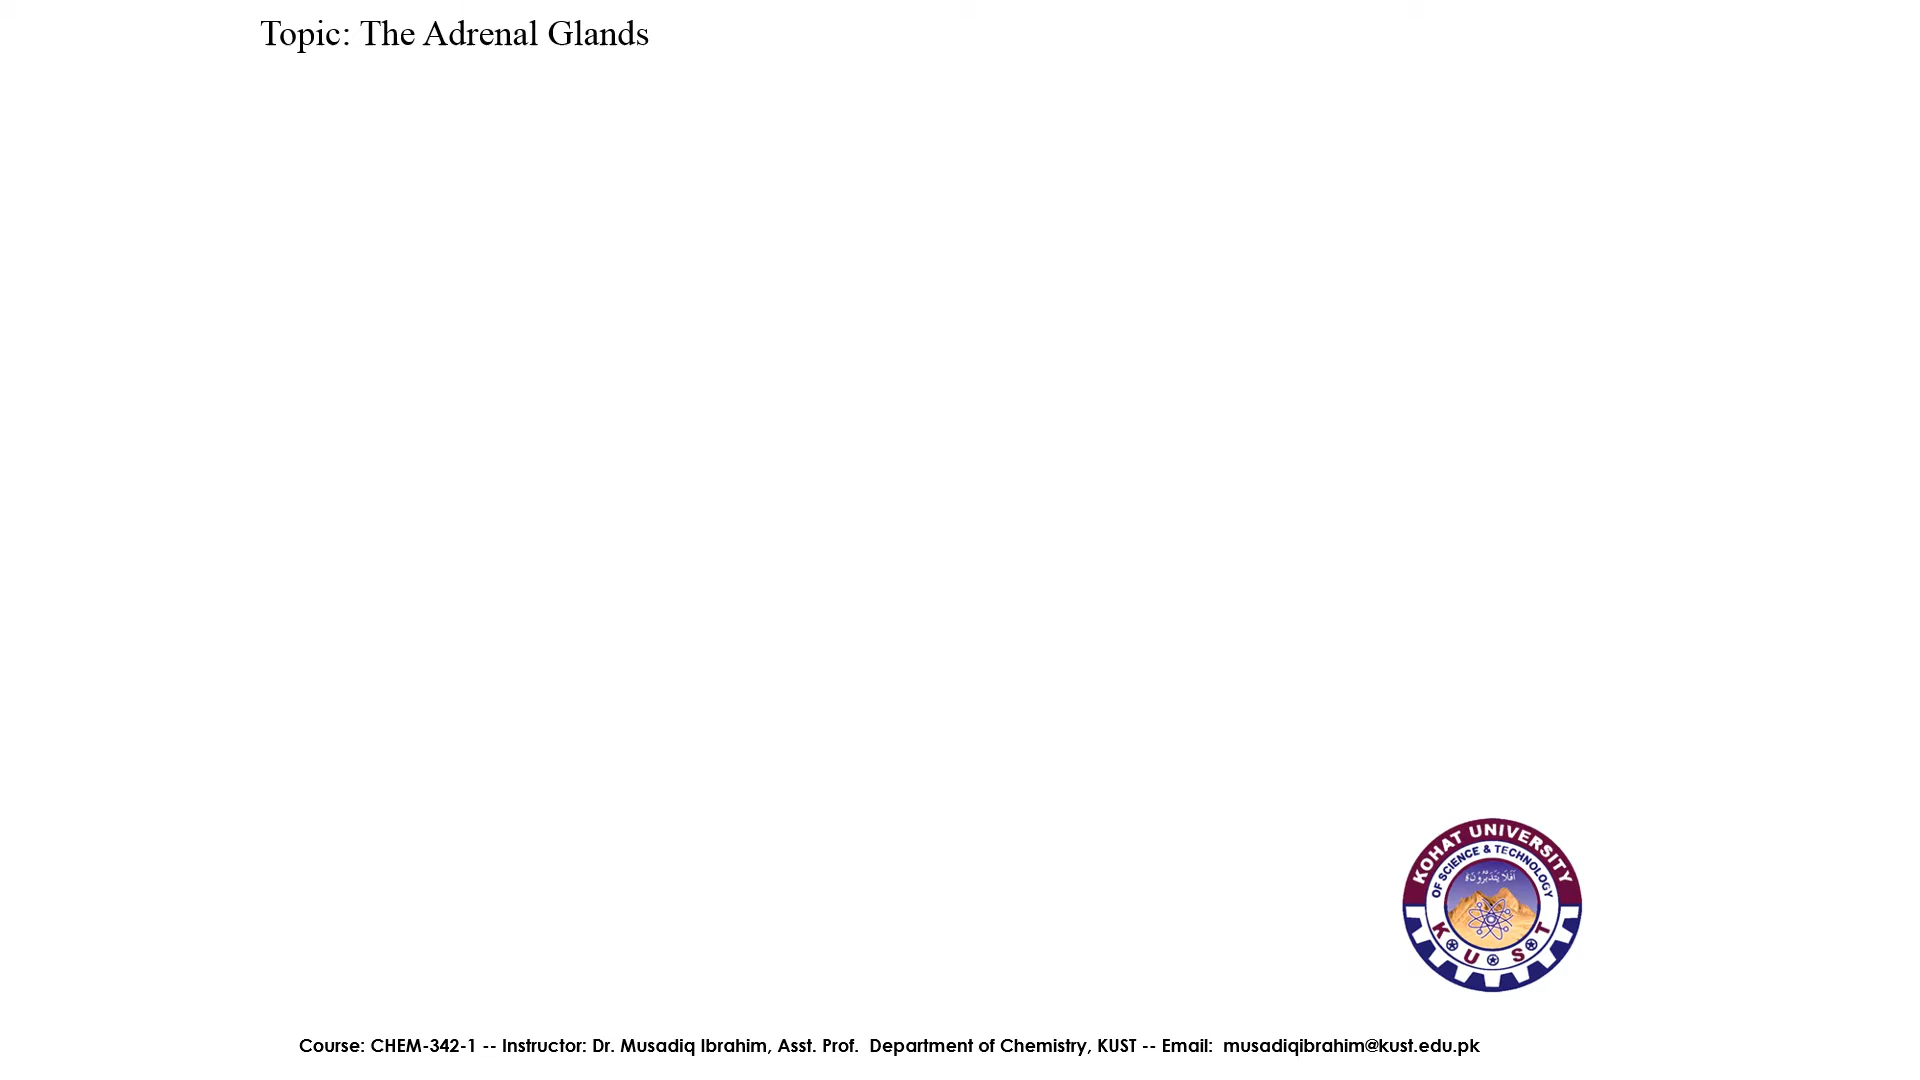 Topic: The Adrenal Glands
KOHAT UNIVERSITY
OF SCIENCE & TECHNOLOGY
K U S T
Course: CHEM-342-1 -- Instructor: Dr. Musadiq Ibrahim, Asst. Prof.  Department of Chemistry, KUST -- Email:  musadiqibrahim@kust.edu.pk